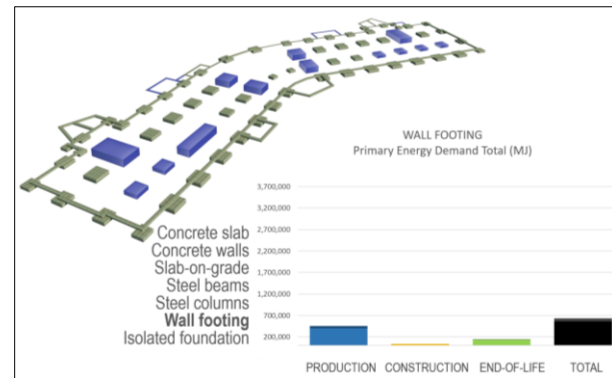 WALL FOOTING
Primary Energy Demand Total (MJ)
3,700,000
3,200,000
2,700,000
2,200,000
1,700,000
1,200,000
700,000
200,000
Concrete slab
Concrete walls
Slab-on-grade
Steel beams
Steel columns
Wall footing
Isolated foundation
PRODUCTION CONSTRUCTION END-OF-LIFE TOTAL